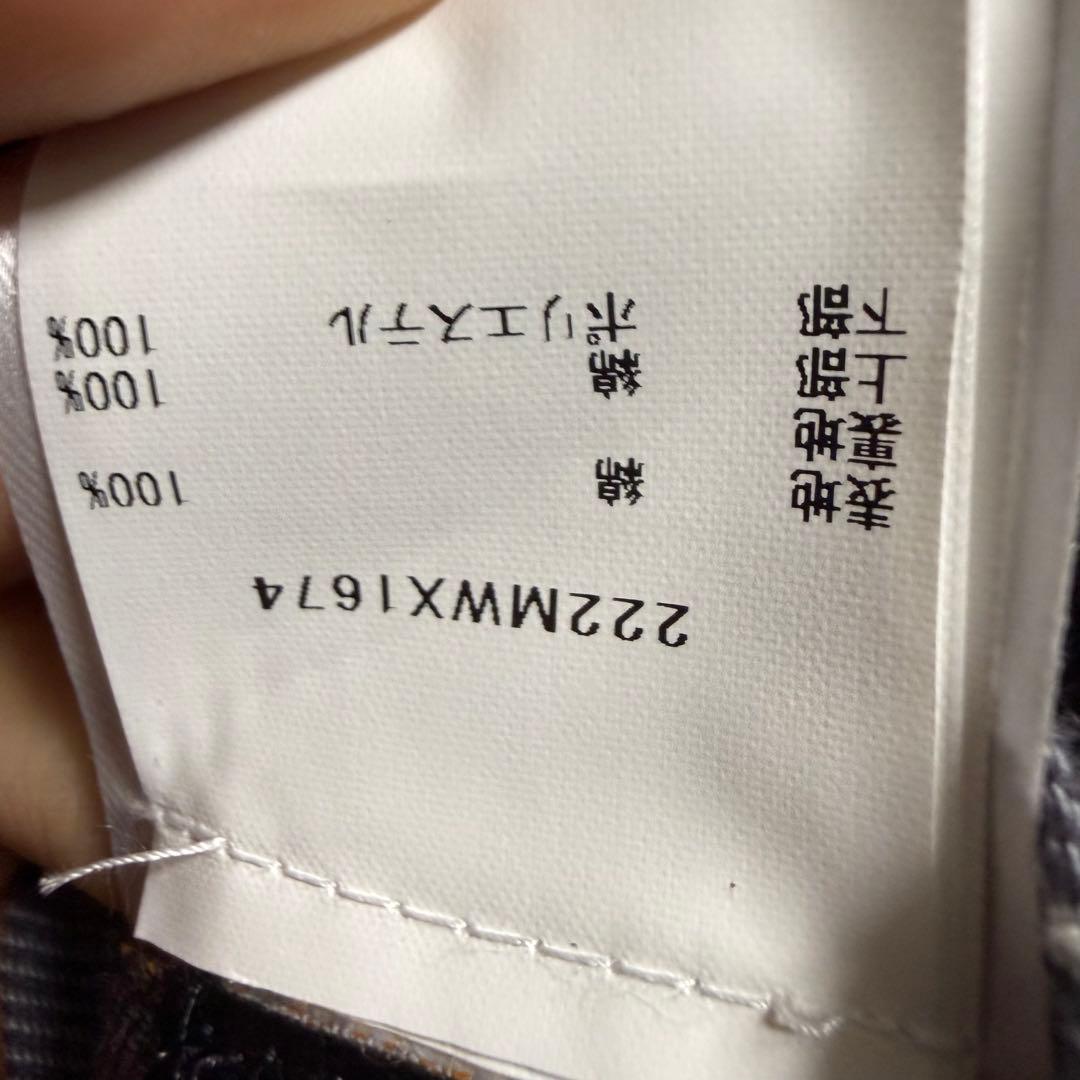 222MWX1674
表地 綿 100%
裏地
上部 綿 100%
下部 ポリエステル 100%